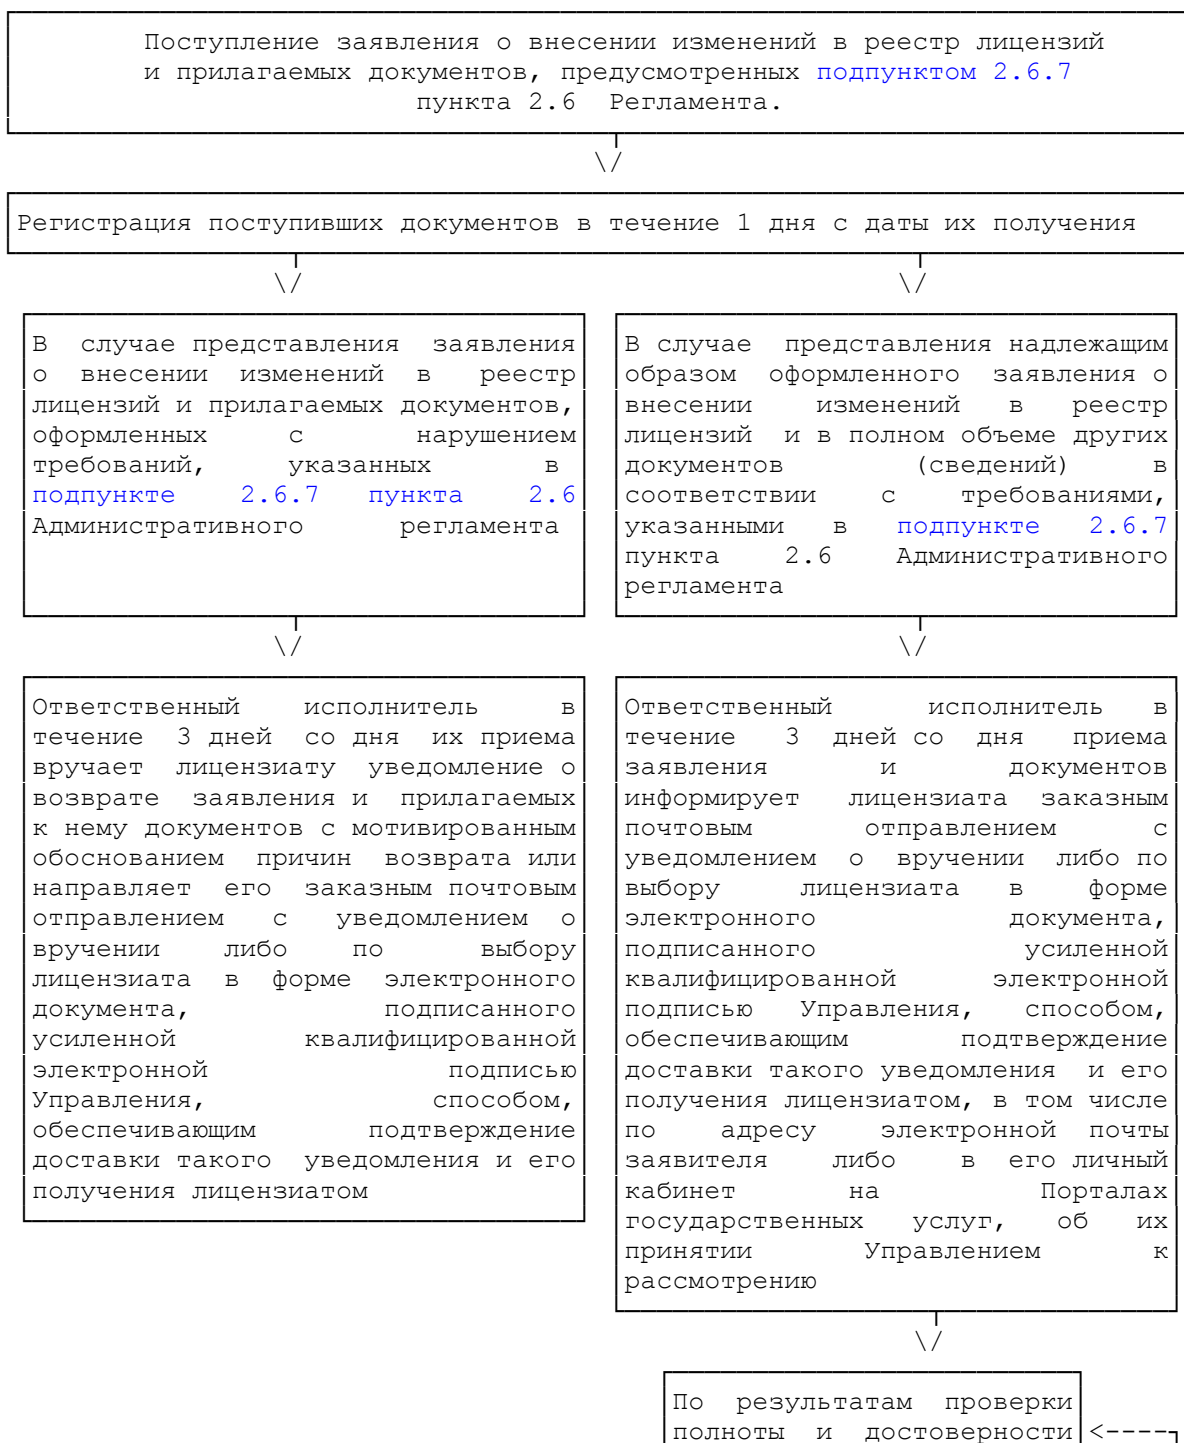 Поступление заявления о внесении изменений в реестр лицензий
и прилагаемых документов, предусмотренных подпунктом 2.6.7
пункта 2.6 Регламента.
\/
Регистрация поступивших документов в течение 1 дня с даты их получения
\/
\/
В случае представления заявления
о внесении изменений в реестр
лицензий и прилагаемых документов,
оформленных с нарушением
требований, указанных в
подпункте 2.6.7 пункта 2.6
Административного регламента
В случае представления надлежащим
образом оформленного заявления о
внесении изменений в реестр
лицензий и в полном объеме других
документов (сведений) в
соответствии с требованиями,
указанными в подпункте 2.6.7
пункта 2.6 Административного
регламента
\/
\/
Ответственный исполнитель в
течение 3 дней со дня их приема
вручает лицензиату уведомление о
возврате заявления и прилагаемых
к нему документов с мотивированным
обоснованием причин возврата или
направляет его заказным почтовым
отправлением с уведомлением о
вручении либо по выбору
лицензиата в форме электронного
документа, подписанного
усиленной квалифицированной
электронной подписью
Управления, способом,
обеспечивающим подтверждение
доставки такого уведомления и его
получения лицензиатом
Ответственный исполнитель в
течение 3 дней со дня приема
заявления и документов
информирует лицензиата заказным
почтовым отправлением с
уведомлением о вручении либо по
выбору лицензиата в форме
электронного документа,
подписанного усиленной
квалифицированной электронной
подписью Управления, способом,
обеспечивающим подтверждение
доставки такого уведомления и его
получения лицензиатом, в том числе
по адресу электронной почты
заявителя либо в его личный
кабинет на Порталах
государственных услуг, об их
принятии Управлением к
рассмотрению
\/
По результатам проверки
полноты и достоверности <----